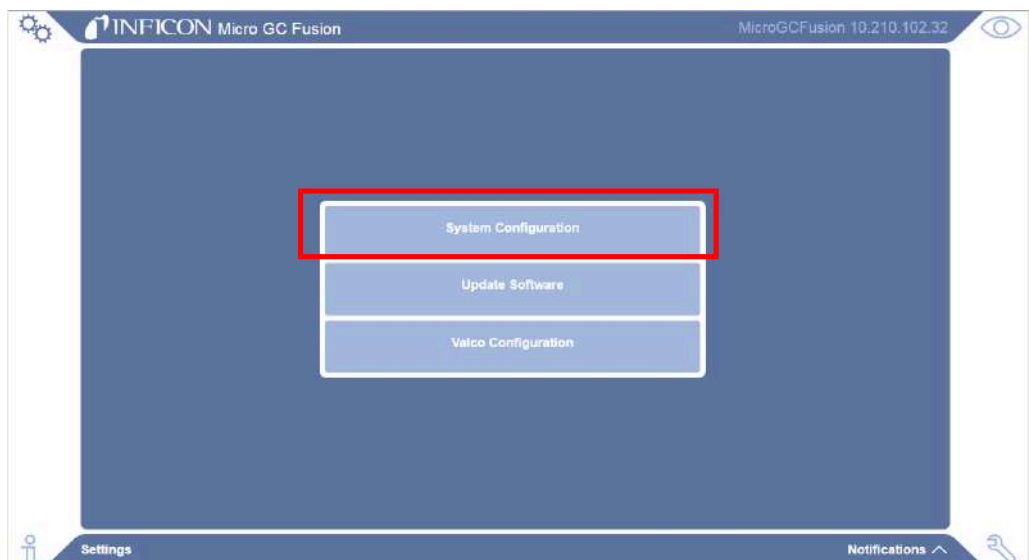 INFICON Micro GC Fusion
MicroGCFusion 10.210.102.32
System Configuration
Update Software
Valco Configuration
Settings
Notifications